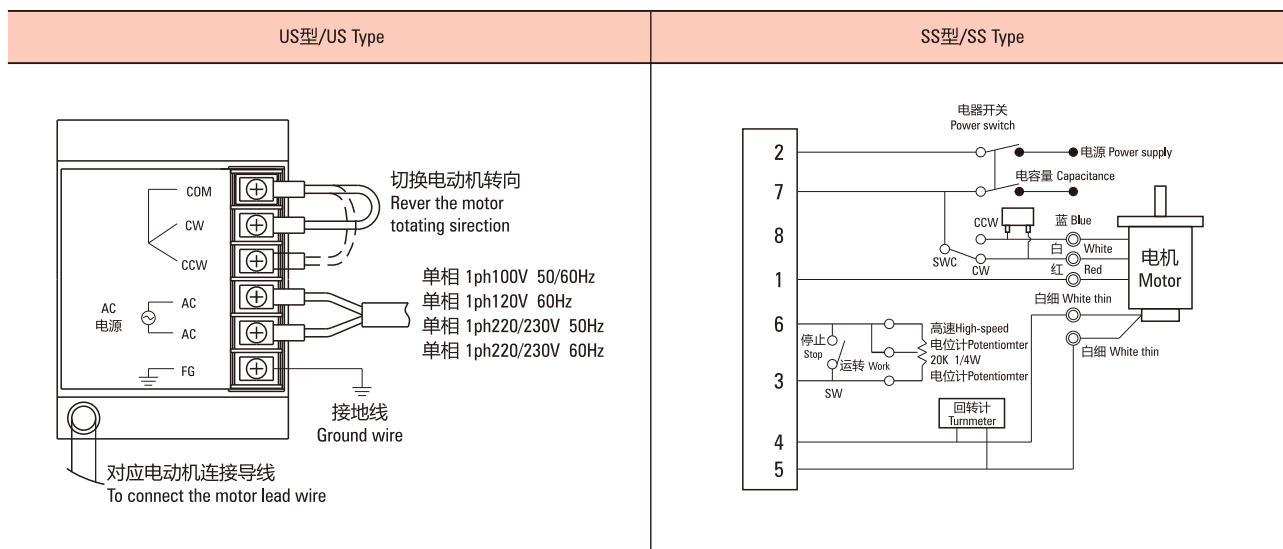 US型/US Type
SS型/SS Type
COM
CW
CCW
AC
电源
AC
AC
FG
切换电动机转向
Rever the motor
totating sirection
单相 1ph100V 50/60Hz
单相 1ph120V 60Hz
单相 1ph220/230V 50Hz
单相 1ph220/230V 60Hz
接地线
Ground wire
对应电动机连接导线
To connect the motor lead wire
电器开关
Power switch
2
电源 Power supply
7
电容量 Capacitance
8
CCW
蓝 Blue
白 White
SWC
CW
1
红 Red
电机
Motor
白细 White thin
6
停止
Stop
运转 Work
高速High-speed
电位计Potentiomter
20K 1/4W
电位计Potentiomter
白细 White thin
3
SW
回转计
Turnmeter
4
5